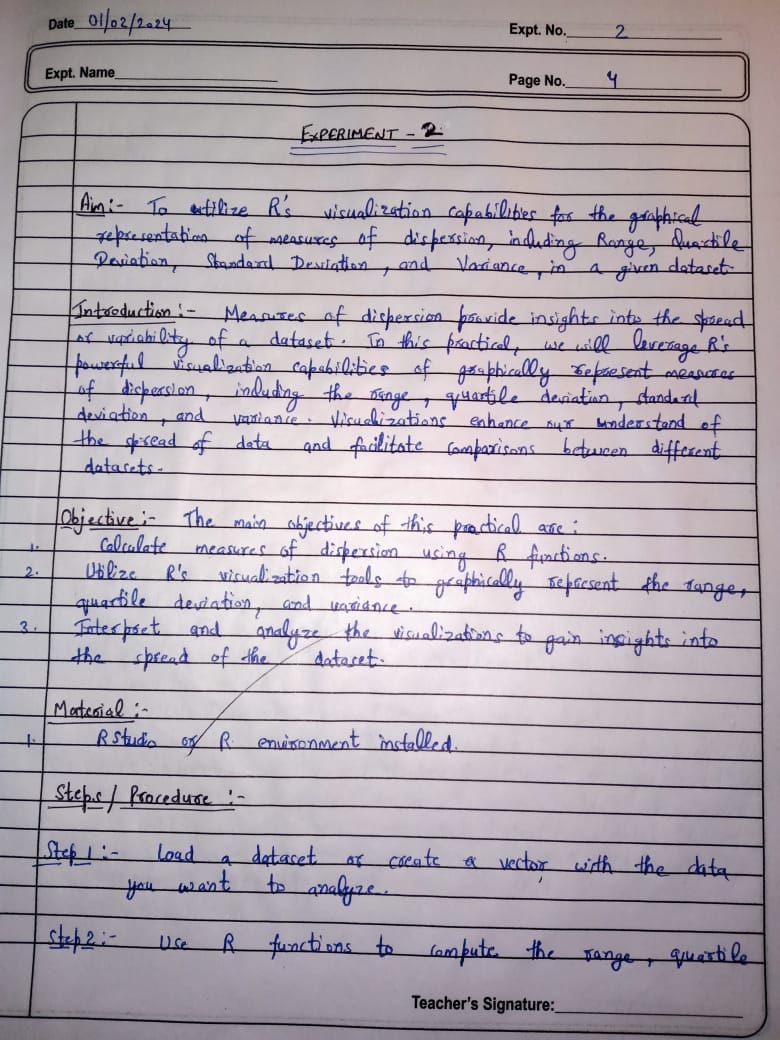 Date 01/02/2024
Expt. No. 2
Expt. Name
Page No. 4
EXPERIMENT - 2
Aim:- To utilize R's visualization capabilities for the graphical
representation of measures of dispersion, including Range, Quartile
Deviation, Standard Deviation, and Variance, in a given dataset
Introduction:- Measures of dispersion provide insights into the spread
or variability of a dataset. In this practical, we will leverage R's
powerful visualization capabilities of graphically represent measures
of dispersion, including the range, quartile deviation, standard
deviation, and variance. Visualizations enhance our understand of
the spread of data and facilitate comparisons between different
datasets.
Objective:- The main objectives of this practical are:
1. Calculate measures of dispersion using R functions.
2. Utilize R's visualization tools to graphically represent the range,
quartile deviation, and variance.
3. Interpret and analyze the visualizations to gain insights into
the spread of the dataset.
Material:-
1. R Studio or R environment installed.
Steps / Procedure:-
Step 1:- Load a dataset or create a vector with the data
you want to analyze.
Step 2:- Use R functions to compute the range, quartile
Teacher's Signature: